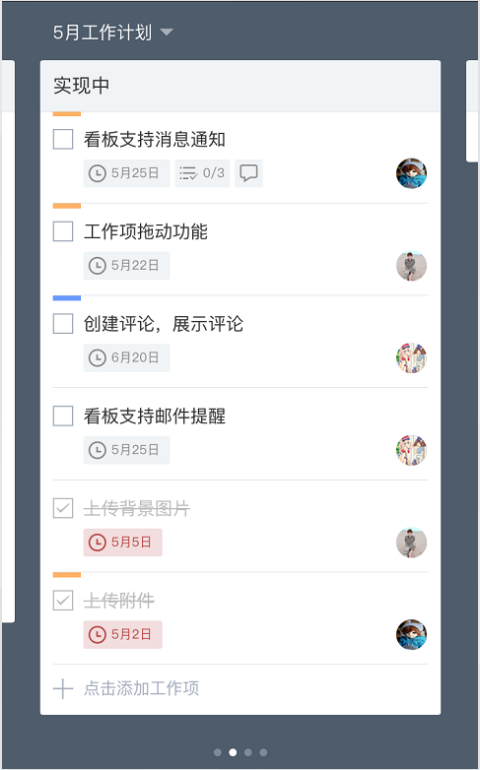 5月工作计划
实现中
看板支持消息通知
5月25日 0/3
工作项拖动功能
5月22日
创建评论，展示评论
6月20日
看板支持邮件提醒
5月25日
上传背景图片
5月5日
上传附件
5月2日
点击添加工作项